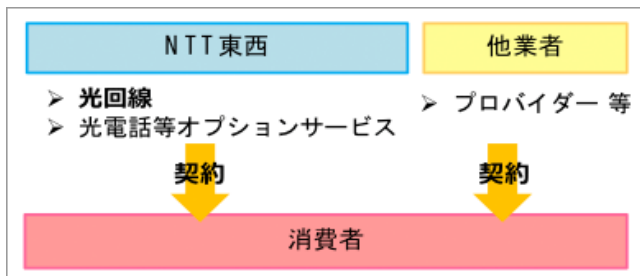 NTT東西
他業者
➢ 光回線
➢ 光電話等オプションサービス
➢ プロバイダー 等
契約
契約
消費者